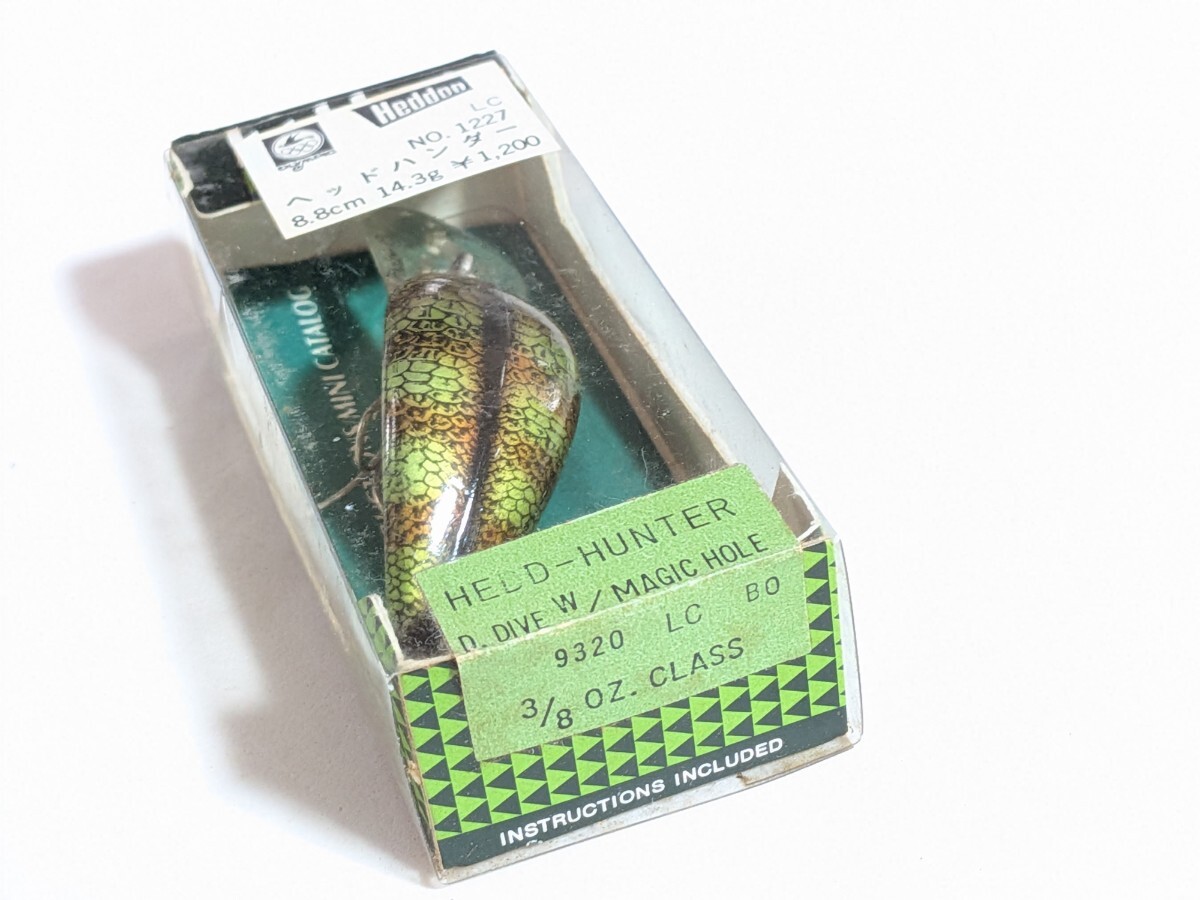 Heddon
LC
NO. 1227
ヘッドハンター
8.8cm 14.3g ¥1,200
MINI CATALOG
HED'D-HUNTER
D. DIVE W/MAGIC HOLE
9320 LC BO
3/8 OZ. CLASS
INSTRUCTIONS INCLUDED